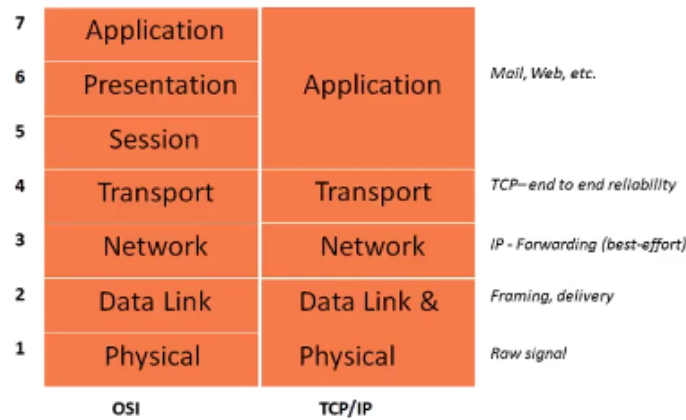 7 Application
6 Presentation Application Mail, Web, etc.
5 Session
4 Transport Transport TCP–end to end reliability
3 Network Network IP - Forwarding (best-effort)
2 Data Link Data Link & Framing, delivery
1 Physical Physical Raw signal
OSI TCP/IP